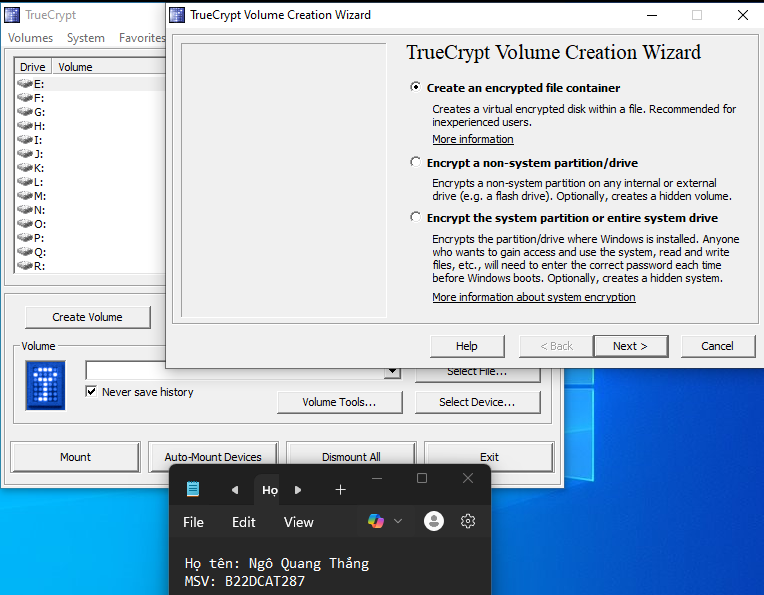 TrueCrypt
Volumes System Favorites
Drive Volume
E:
F:
G:
H:
I:
J:
K:
L:
M:
N:
O:
P:
Q:
R:
Create Volume
Volume
Never save history
Volume Tools...
Select File...
Select Device...
Mount
Auto-Mount Devices
Dismount All
Exit
TrueCrypt Volume Creation Wizard
TrueCrypt Volume Creation Wizard
Create an encrypted file container
Creates a virtual encrypted disk within a file. Recommended for
inexperienced users.
More information
Encrypt a non-system partition/drive
Encrypts a non-system partition on any internal or external
drive (e.g. a flash drive). Optionally, creates a hidden volume.
Encrypt the system partition or entire system drive
Encrypts the partition/drive where Windows is installed. Anyone
who wants to gain access and use the system, read and write
files, etc., will need to enter the correct password each time
before Windows boots. Optionally, creates a hidden system.
More information about system encryption
Help
< Back
Next >
Cancel
Họ
File Edit View
Họ tên: Ngô Quang Thắng
MSV: B22DCAT287